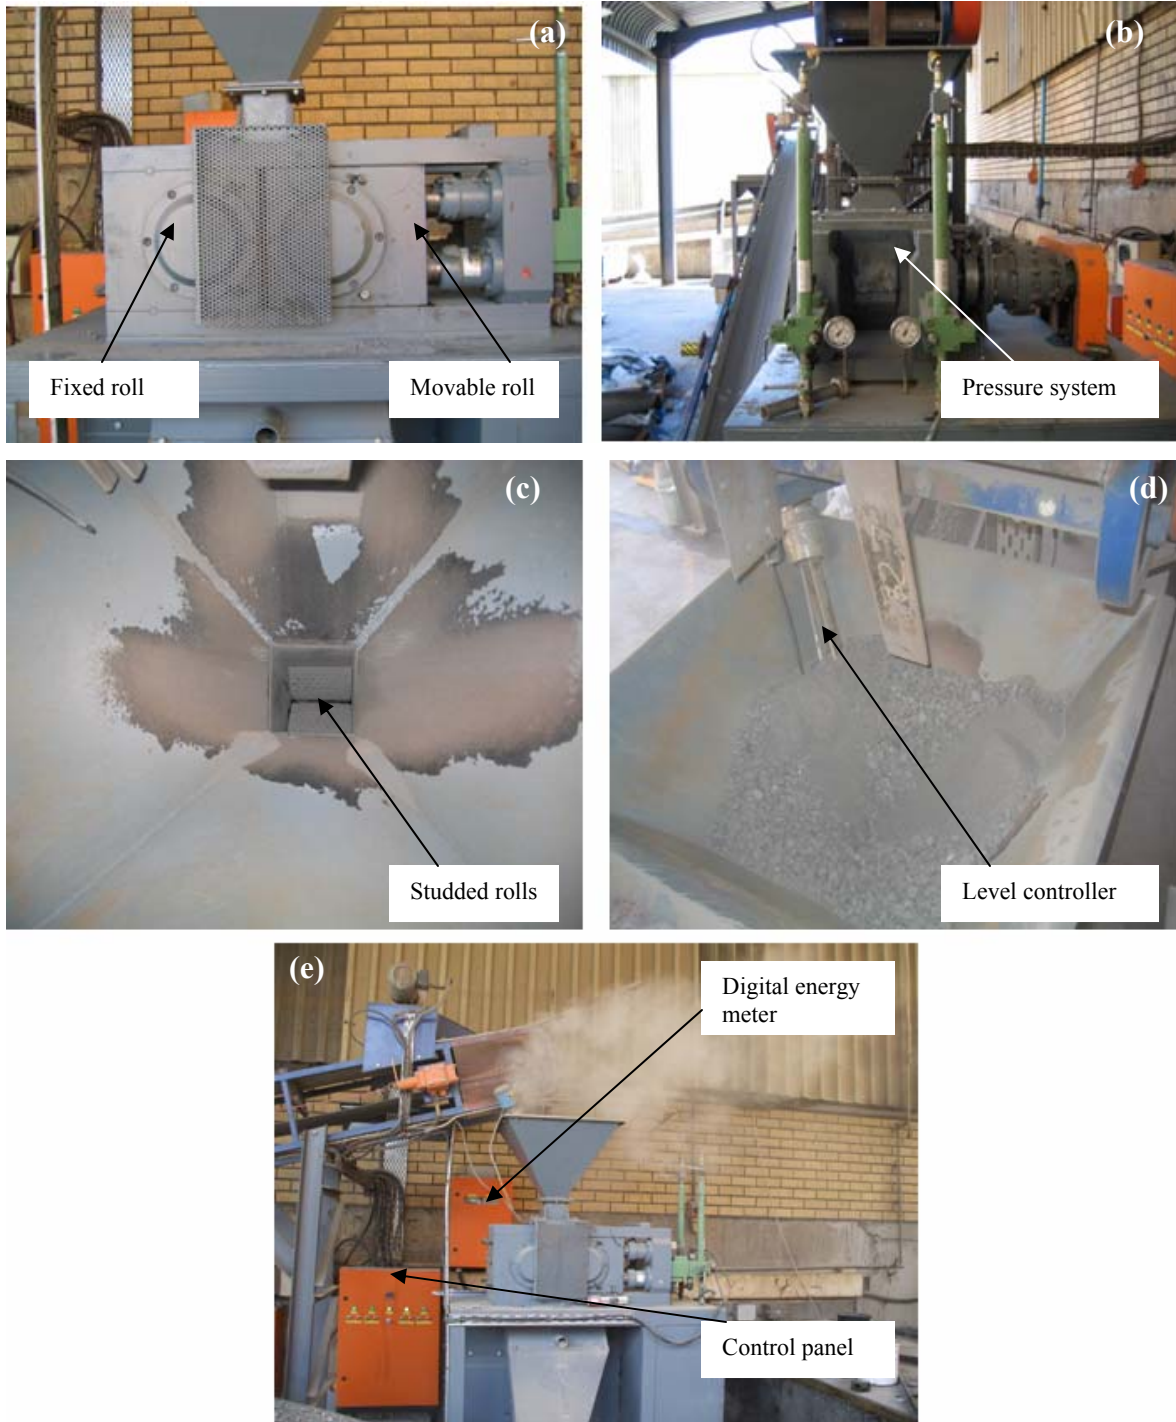 (a)
(b)
Fixed roll
Movable roll
Pressure system
(c)
(d)
Studded rolls
Level controller
(e)
Digital energy
meter
Control panel